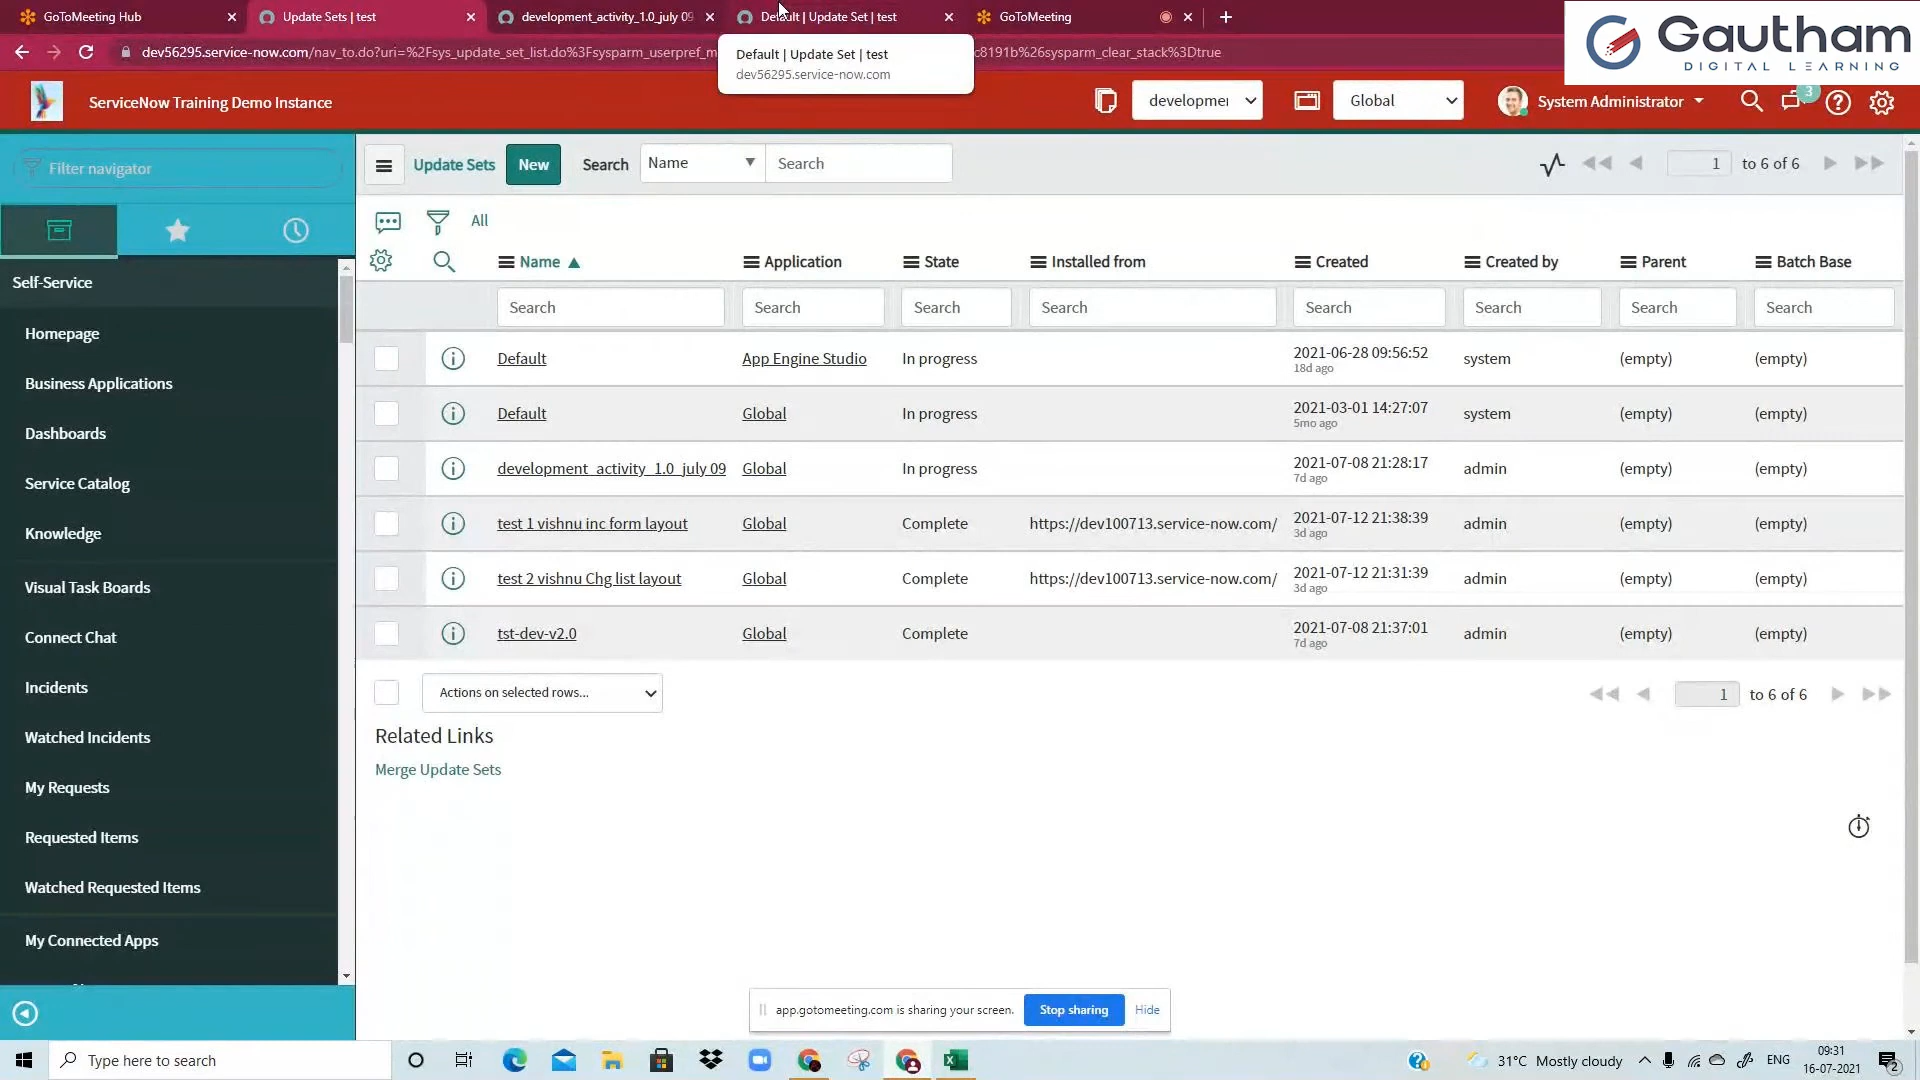 GoToMeeting Hub
Update Sets | test
development_activity_1.0_july 09
Default | Update Set | test
GoToMeeting
dev56295.service-now.com/nav_to.do?uri=%2Fsys_update_set_list.do%3Fsysparm_userpref_m
c8191b%26sysparm_clear_stack%3Dtrue
Default | Update Set | test
dev56295.service-now.com
Gautham
DIGITAL LEARNING
ServiceNow Training Demo Instance
developmer
Global
System Administrator
3
Filter navigator
Self-Service
Homepage
Business Applications
Dashboards
Service Catalog
Knowledge
Visual Task Boards
Connect Chat
Incidents
Watched Incidents
My Requests
Requested Items
Watched Requested Items
My Connected Apps
Update Sets New Search Name Search 1 to 6 of 6
All
Name Application State Installed from Created Created by Parent Batch Base
Search Search Search Search Search Search Search Search
Default App Engine Studio In progress 2021-06-28 09:56:52 system (empty) (empty)
18d ago
Default Global In progress 2021-03-01 14:27:07 system (empty) (empty)
5mo ago
development_activity_1.0_july 09 Global In progress 2021-07-08 21:28:17 admin (empty) (empty)
7d ago
test 1 vishnu inc form layout Global Complete https://dev100713.service-now.com/ 2021-07-12 21:38:39 admin (empty) (empty)
3d ago
test 2 vishnu Chg list layout Global Complete https://dev100713.service-now.com/ 2021-07-12 21:31:39 admin (empty) (empty)
3d ago
tst-dev-v2.0 Global Complete 2021-07-08 21:37:01 admin (empty) (empty)
7d ago
Actions on selected rows... 1 to 6 of 6
Related Links
Merge Update Sets
app.gotomeeting.com is sharing your screen. Stop sharing Hide
Type here to search
31°C Mostly cloudy
ENG
09:31
16-07-2021
2